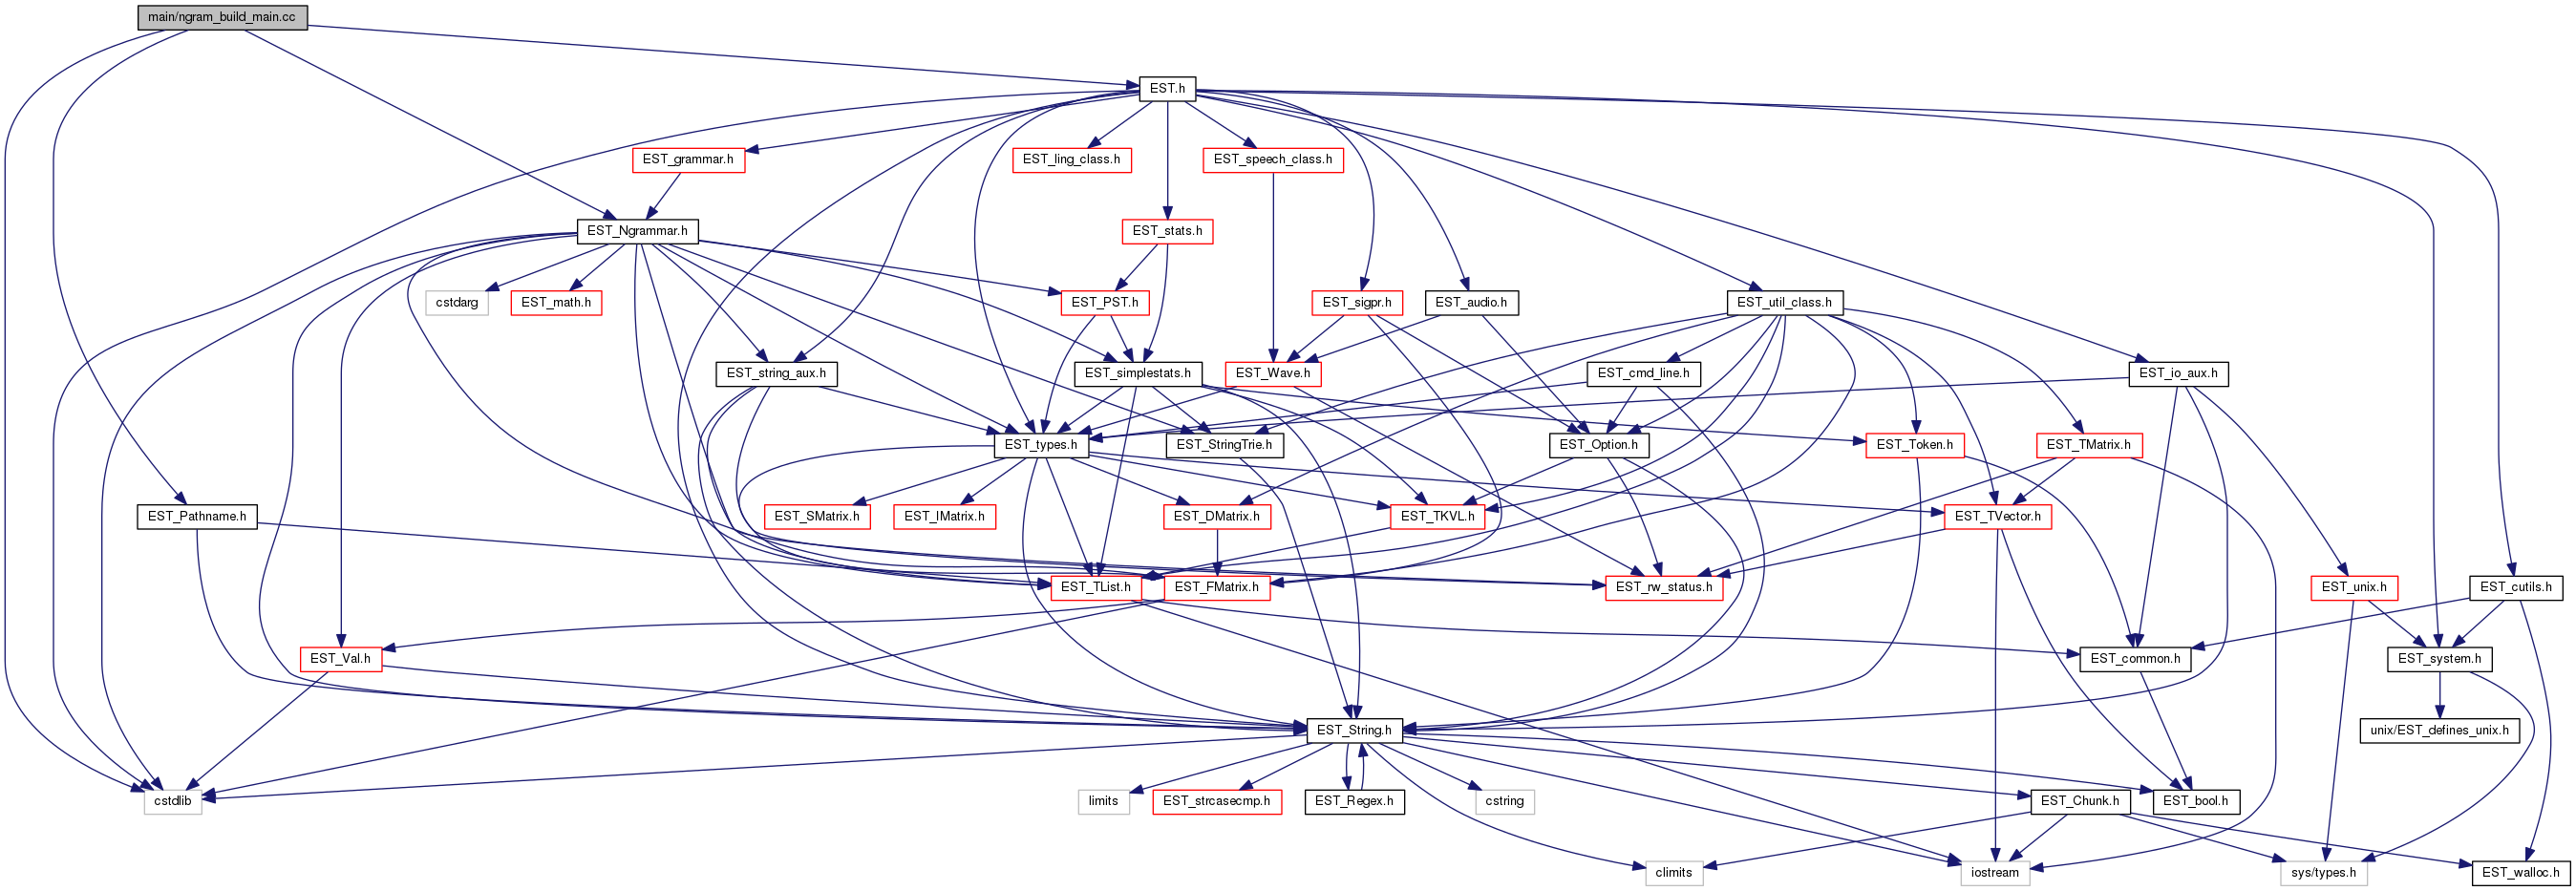 main/ngram_build_main.cc
EST.h
EST_grammar.h
EST_ling_class.h
EST_speech_class.h
EST_Ngrammar.h
EST_stats.h
cstdarg
EST_math.h
EST_PST.h
EST_sigpr.h
EST_audio.h
EST_util_class.h
EST_string_aux.h
EST_simplestats.h
EST_Wave.h
EST_cmd_line.h
EST_io_aux.h
EST_types.h
EST_StringTrie.h
EST_Option.h
EST_Token.h
EST_TMatrix.h
EST_Pathname.h
EST_SMatrix.h
EST_IMatrix.h
EST_DMatrix.h
EST_TKVL.h
EST_TVector.h
EST_TList.h
EST_FMatrix.h
EST_rw_status.h
EST_unix.h
EST_cutils.h
EST_Val.h
EST_common.h
EST_system.h
EST_String.h
unix/EST_defines_unix.h
cstdlib
limits
EST_strcasecmp.h
EST_Regex.h
cstring
EST_Chunk.h
EST_bool.h
climits
iostream
sys/types.h
EST_walloc.h